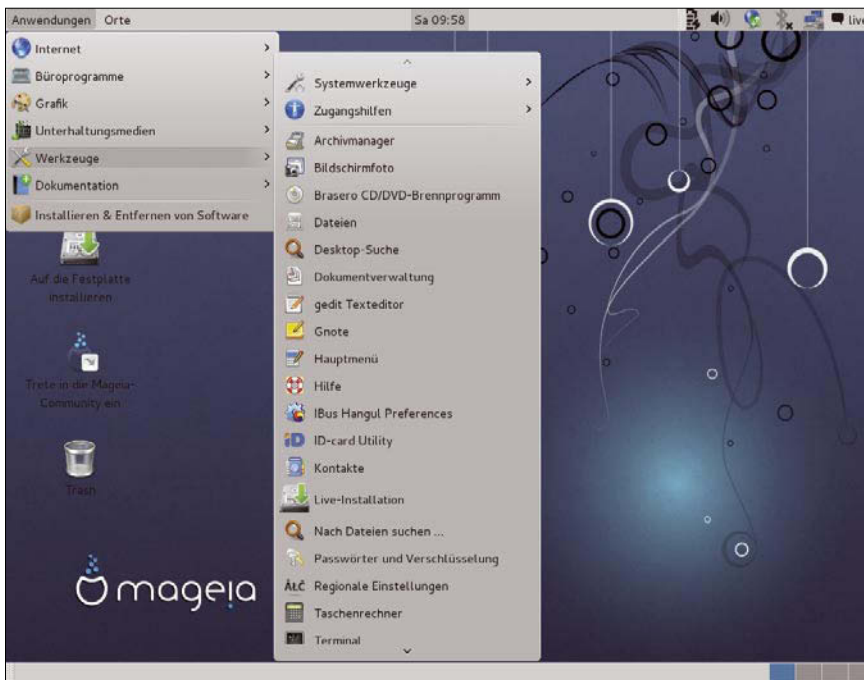 Anwendungen Orte
Sa 09:58
live
Internet
Büroprogramme
Grafik
Unterhaltungsmedien
Werkzeuge
Dokumentation
Installieren & Entfernen von Software
Systemwerkzeuge
Zugangshilfen
Archivmanager
Bildschirmfoto
Brasero CD/DVD-Brennprogramm
Dateien
Desktop-Suche
Dokumentverwaltung
gedit Texteditor
Gnote
Hauptmenü
Hilfe
IBus Hangul Preferences
ID-card Utility
Kontakte
Live-Installation
Nach Dateien suchen ...
Passwörter und Verschlüsselung
Regionale Einstellungen
Taschenrechner
Terminal
Auf die Festplatte
installieren
Trete in die Mageia-
Community ein
Trash
mageia